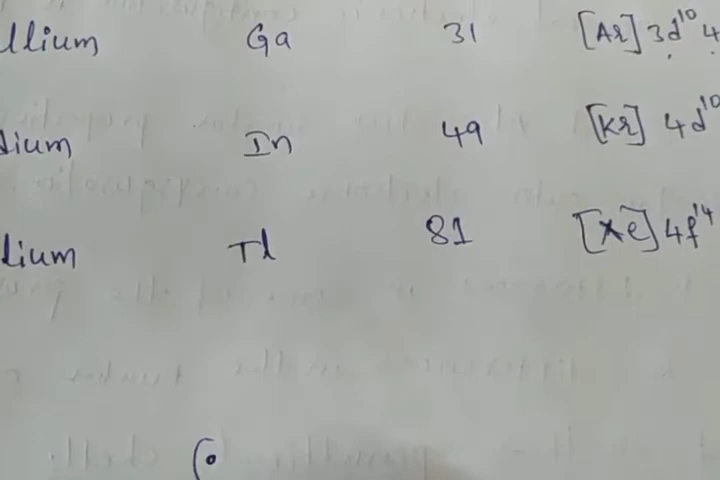 llium Ga 31 [Ar] 3d¹⁰ 4
dium In 49 [Kr] 4d¹⁰
lium Tl 81 [Xe] 4f¹⁴